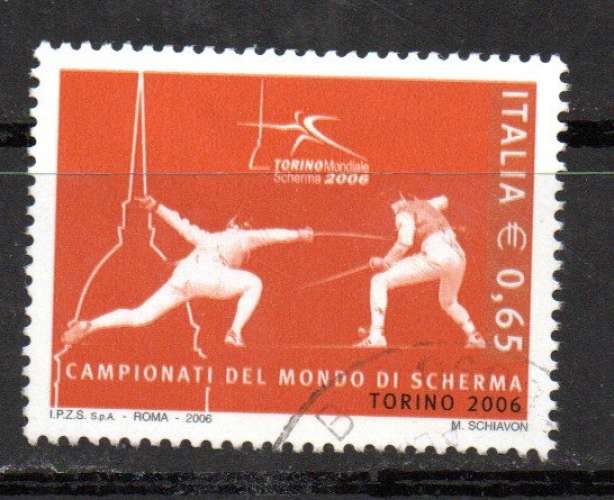 TORINO Mondiale
Scherma 2006
ITALIA € 0,65
CAMPIONATI DEL MONDO DI SCHERMA
TORINO 2006
I.P.Z.S. S.p.A. - ROMA - 2006
M. SCHIAVON